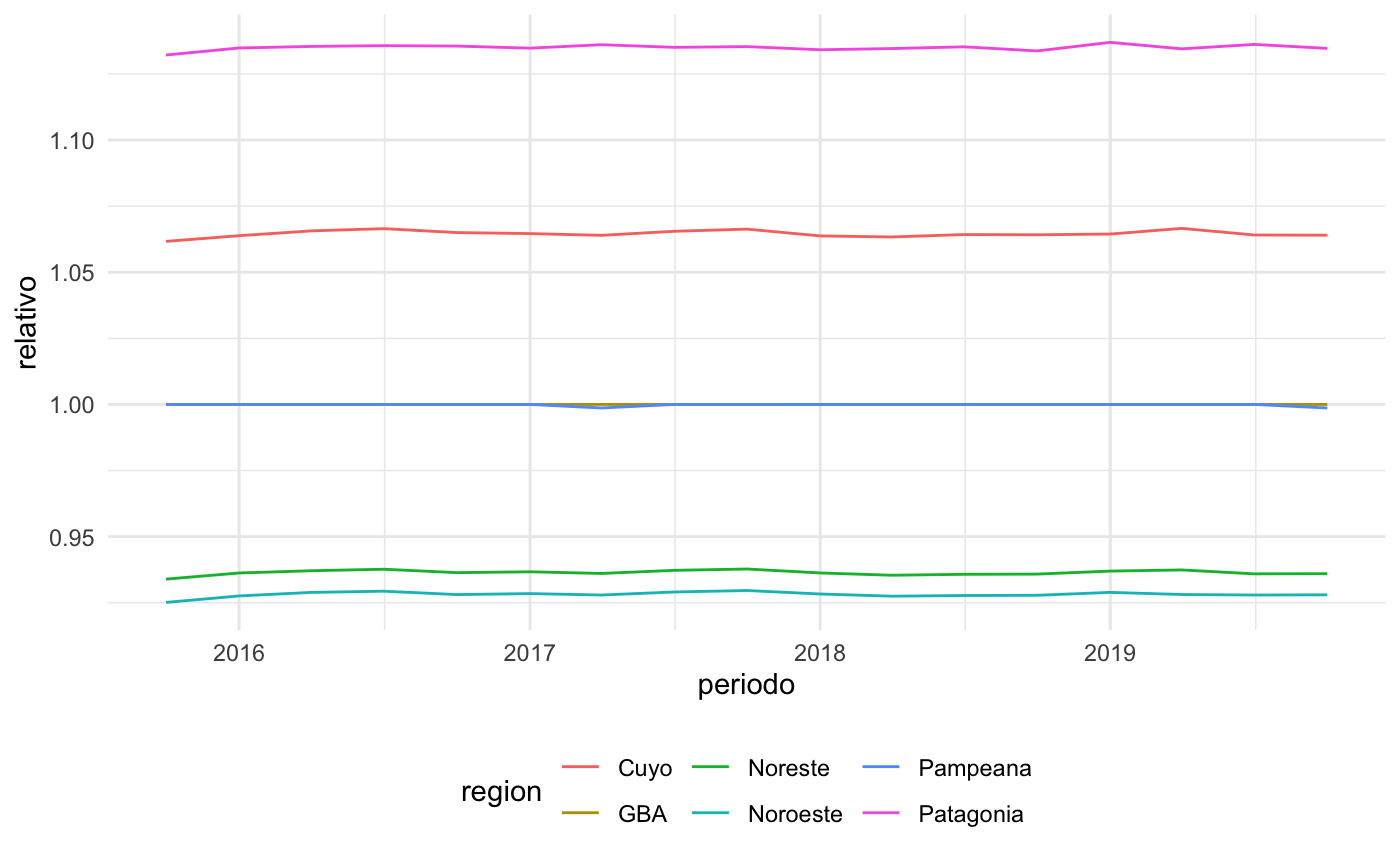 1.10
1.05
1.00
0.95
relativo
2016 2017 2018 2019
periodo
region
Cuyo Noreste Pampeana
GBA Noroeste Patagonia